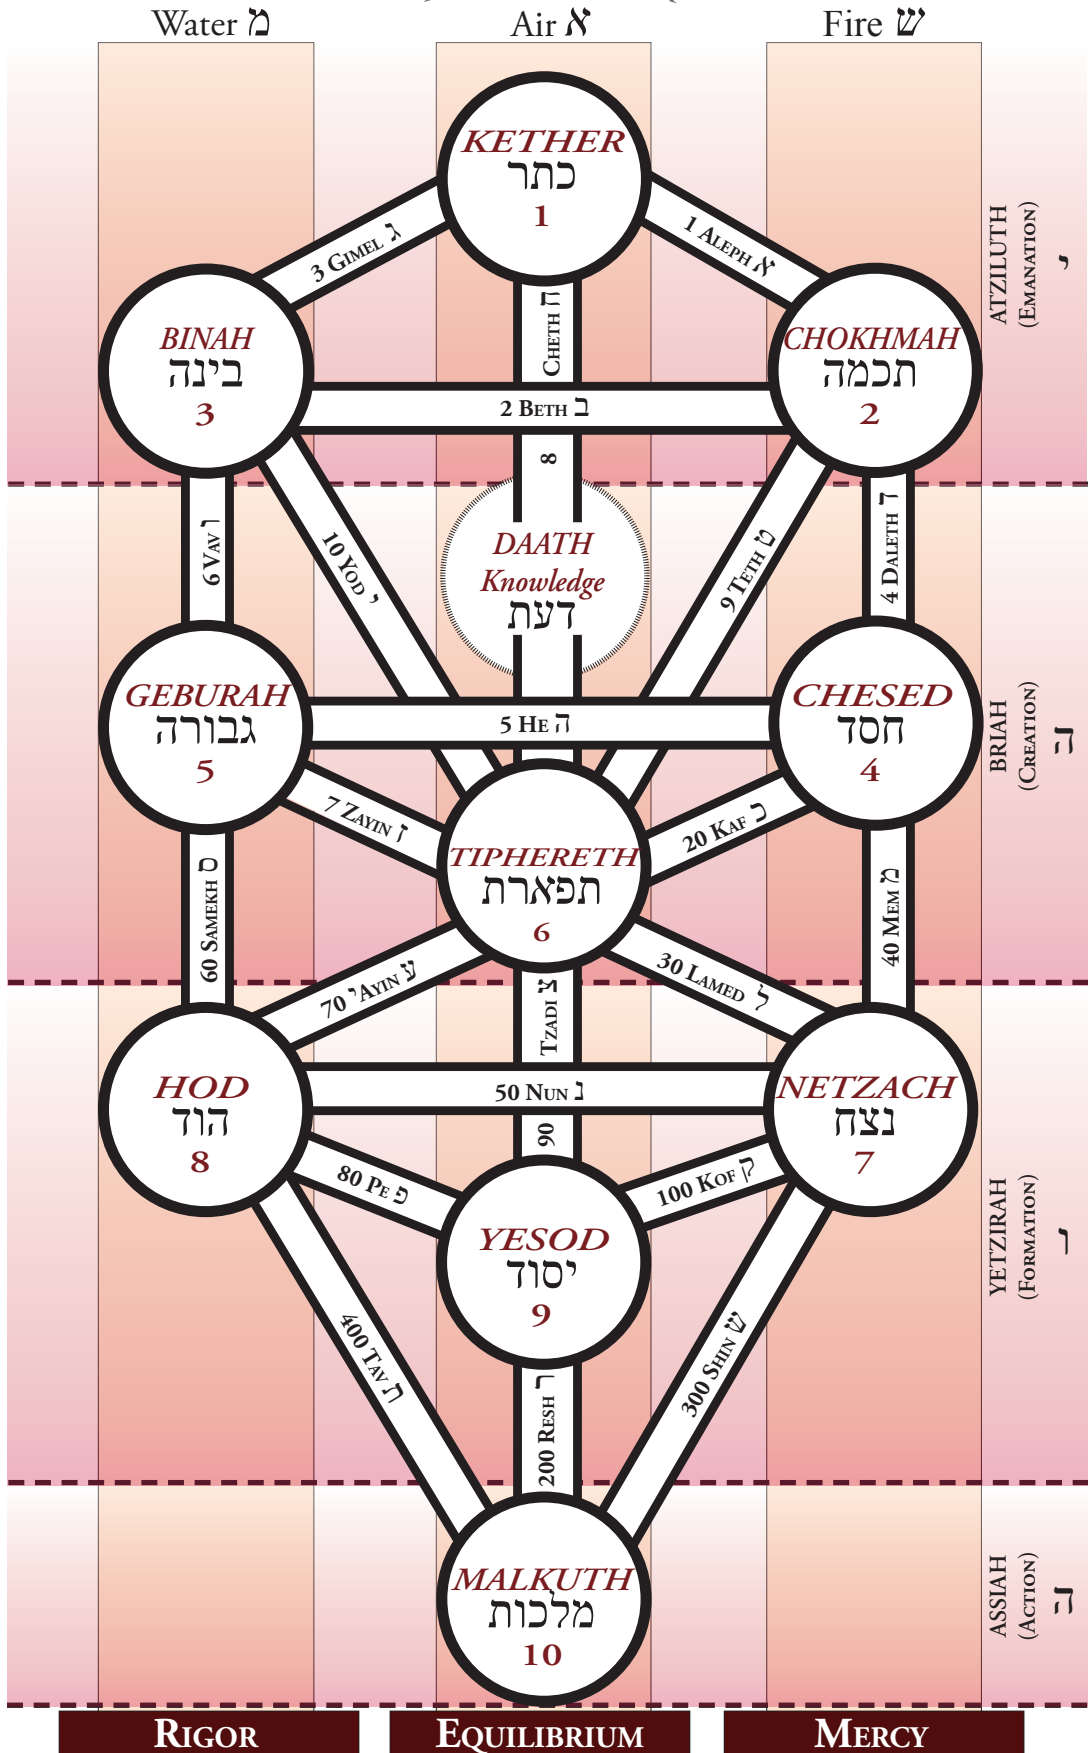 Water מ
Air א
Fire ש
KETHER
כתר
1
3 GIMEL ג
1 ALEPH א
CHETH ח
8
ATZILUTH
(EMANATION)
י
BINAH
בינה
3
CHOKHMAH
תכמה
2
2 BETH ב
6 VAV ו
10 YOD י
DAATH
Knowledge
דעת
9 TETH ט
4 DALETH ד
GEBURAH
גבורה
5
5 HE ה
CHESED
חסד
4
BRIAH
(CREATION)
ה
7 ZAYIN ז
20 KAF כ
TIPHERETH
תפארת
6
60 SAMEKH ס
40 MEM מ
70 'AYIN ע
30 LAMED ל
TZADI צ
90
HOD
הוד
8
50 NUN נ
NETZACH
נצח
7
80 PE פ
100 KOF ק
YESOD
יסוד
9
YETZIRAH
(FORMATION)
ו
400 TAV ת
200 RESH ר
300 SHIN ש
MALKUTH
מלכות
10
ASSIAH
(ACTION)
ה
RIGOR
EQUILIBRIUM
MERCY